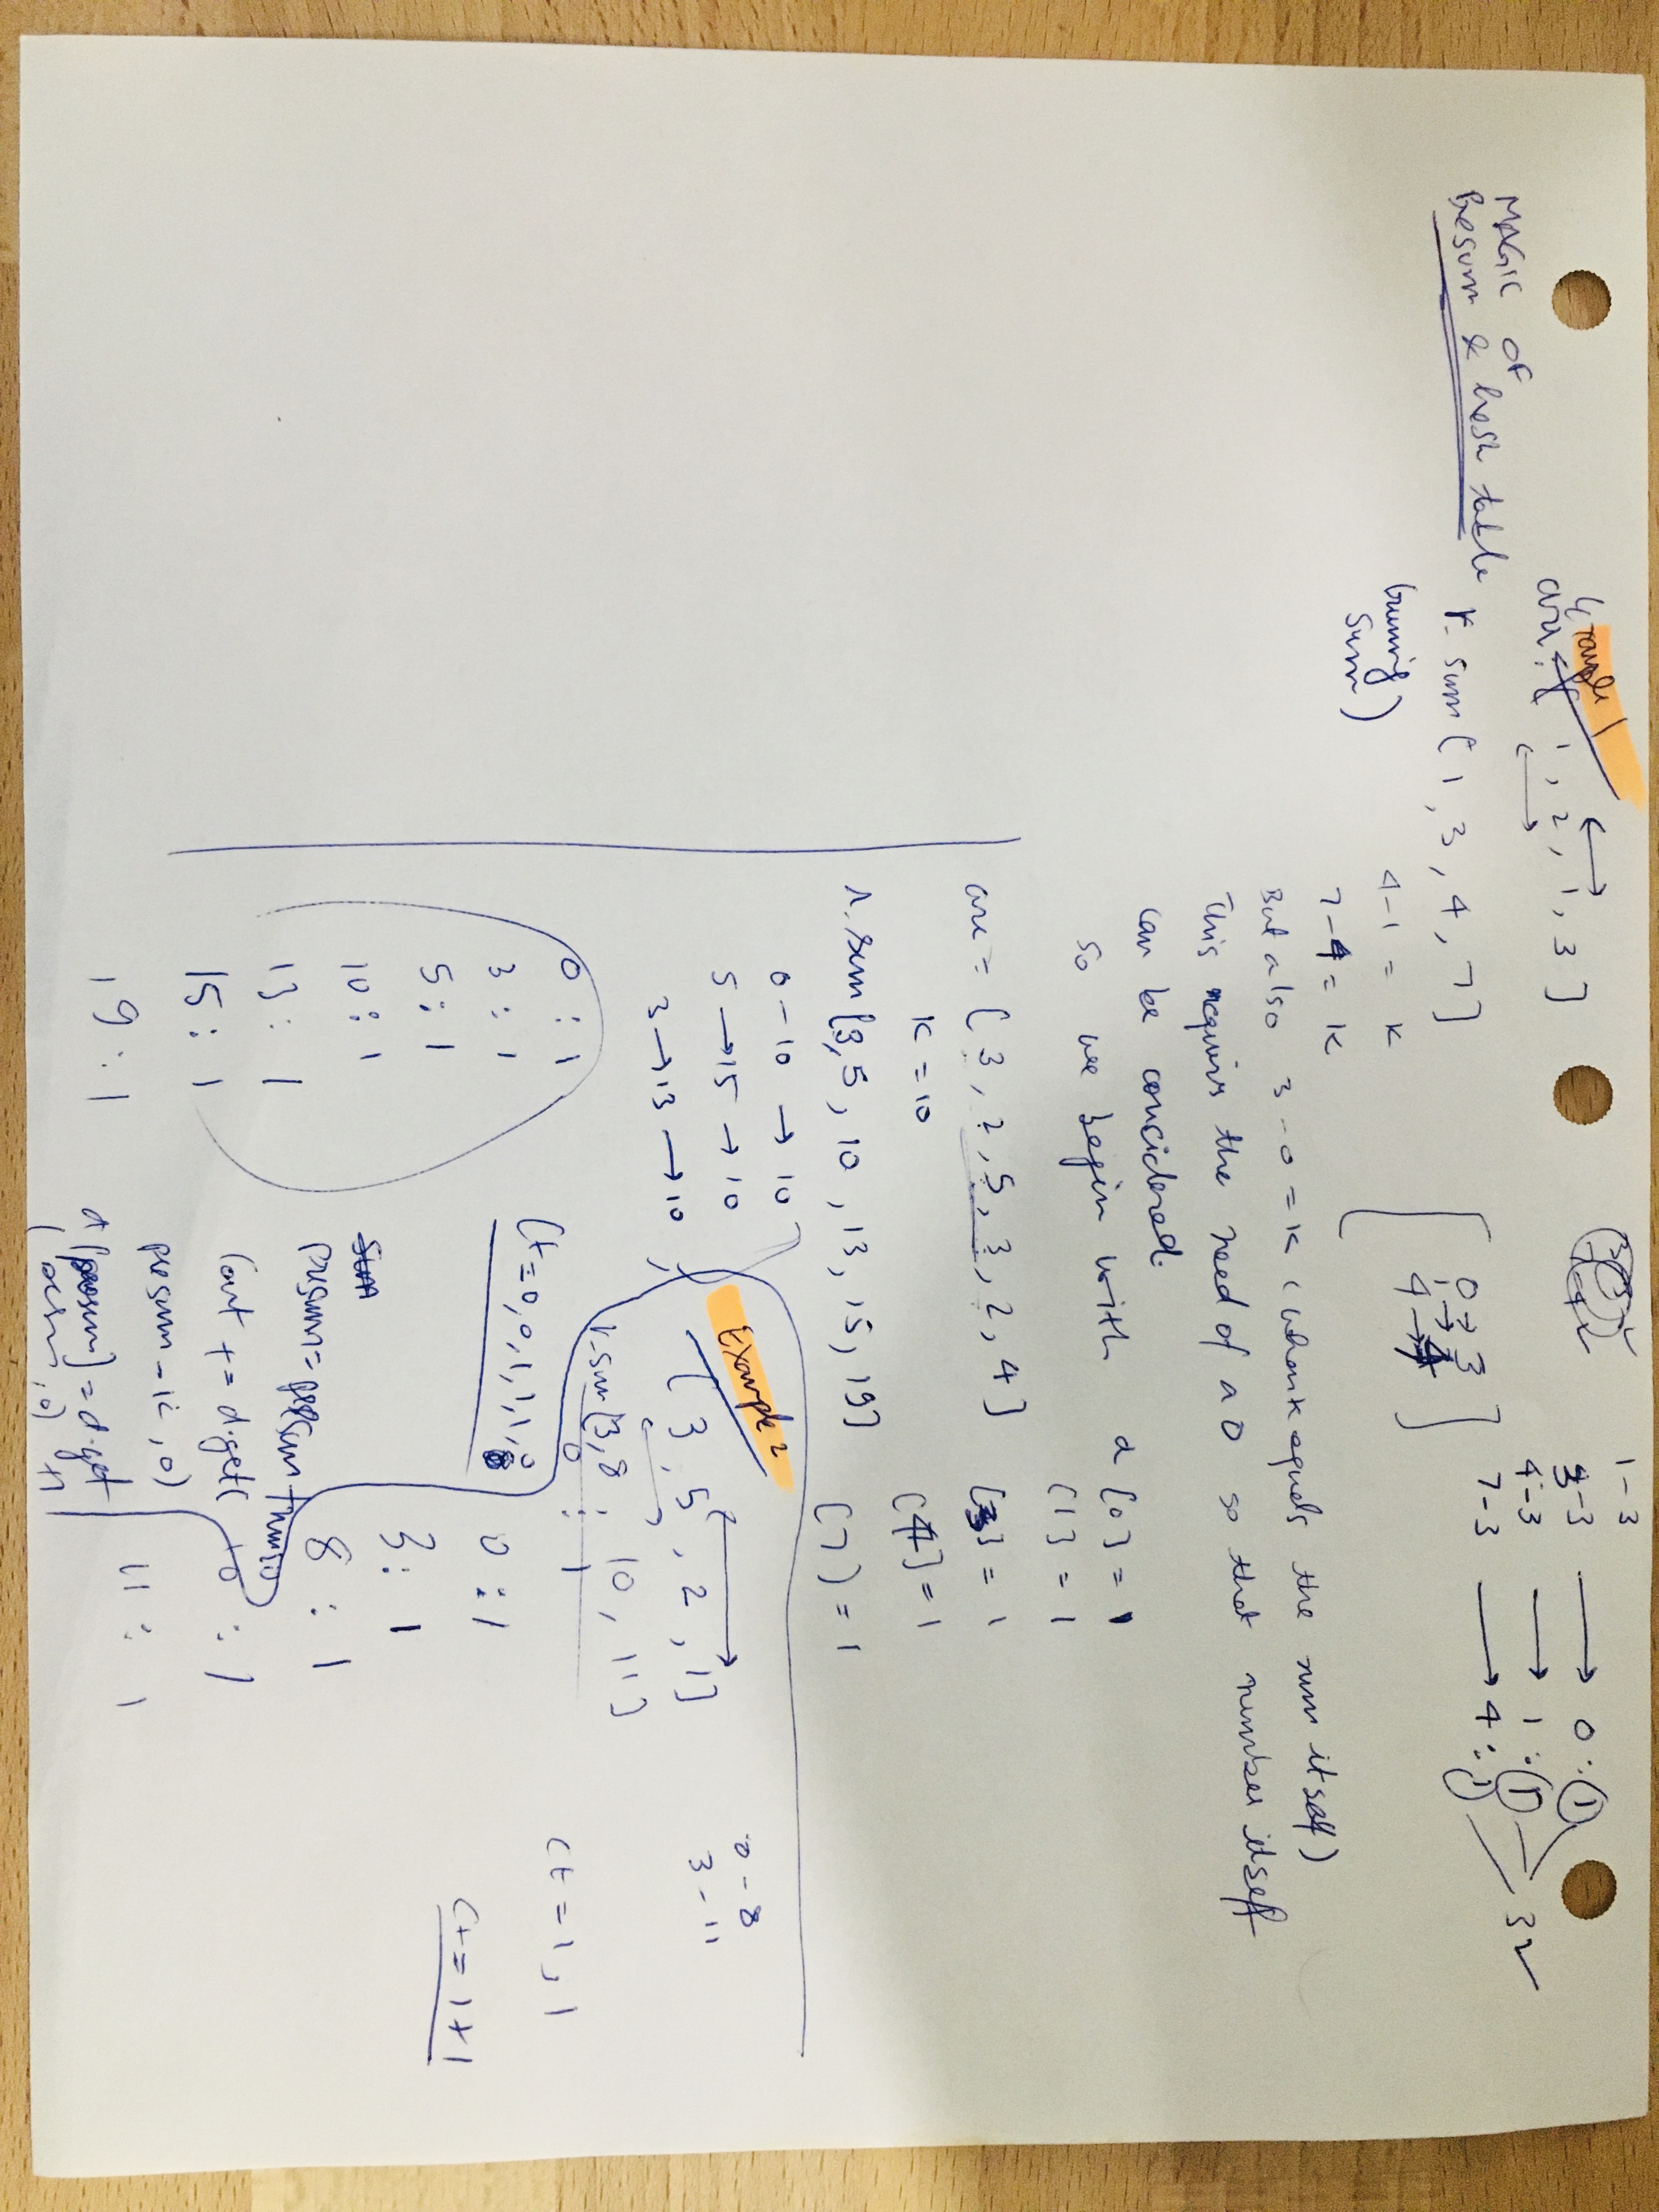 Example 1
arr: [ 1, 2, 1, 3 ]
MAGIC OF
Presum & hash table
r_sum [ 1, 3, 4, 7 ]
(running
sum)
4-1 = K
7-4 = K
But also 3-0 = K (when K equals the sum itself)
This requires the need of a 0 so that number itself
can be considered.
so we begin with d[0] = 1
[1] = 1
[3] = 1
[4] = 1
[7] = 1
1-3
3-3 → 0 : 1
4-3 → 1 : 1
7-3 → 4 : 1
3 ✓
0 → 3
1 → 4
4 → 7
arr = [ 3, 2, 5, 3, 2, 4 ]
K = 10
r.sum [3, 5, 10, 13, 15, 19]
0 - 10 → 10
5 → 15 → 10
3 → 13 → 10
0 : 1
3 : 1
5 : 1
10 : 1
13 : 1
15 : 1
19 : 1
Ct = 0, 0, 1, 1, 1,
presum = presum +
Count += d.get(
presum - K, 0)
d[presum] = d.get
( , 0) +1
Example 2
[ 3, 5, 2, 1 ]
r_sum [3, 8, 10, 11 ]
0 : 1
0 : 1
3 : 1
8 : 1
10 : 1
11 : 1
0 - 8
3 - 11
Ct = 1, 1
Ct = 1+1